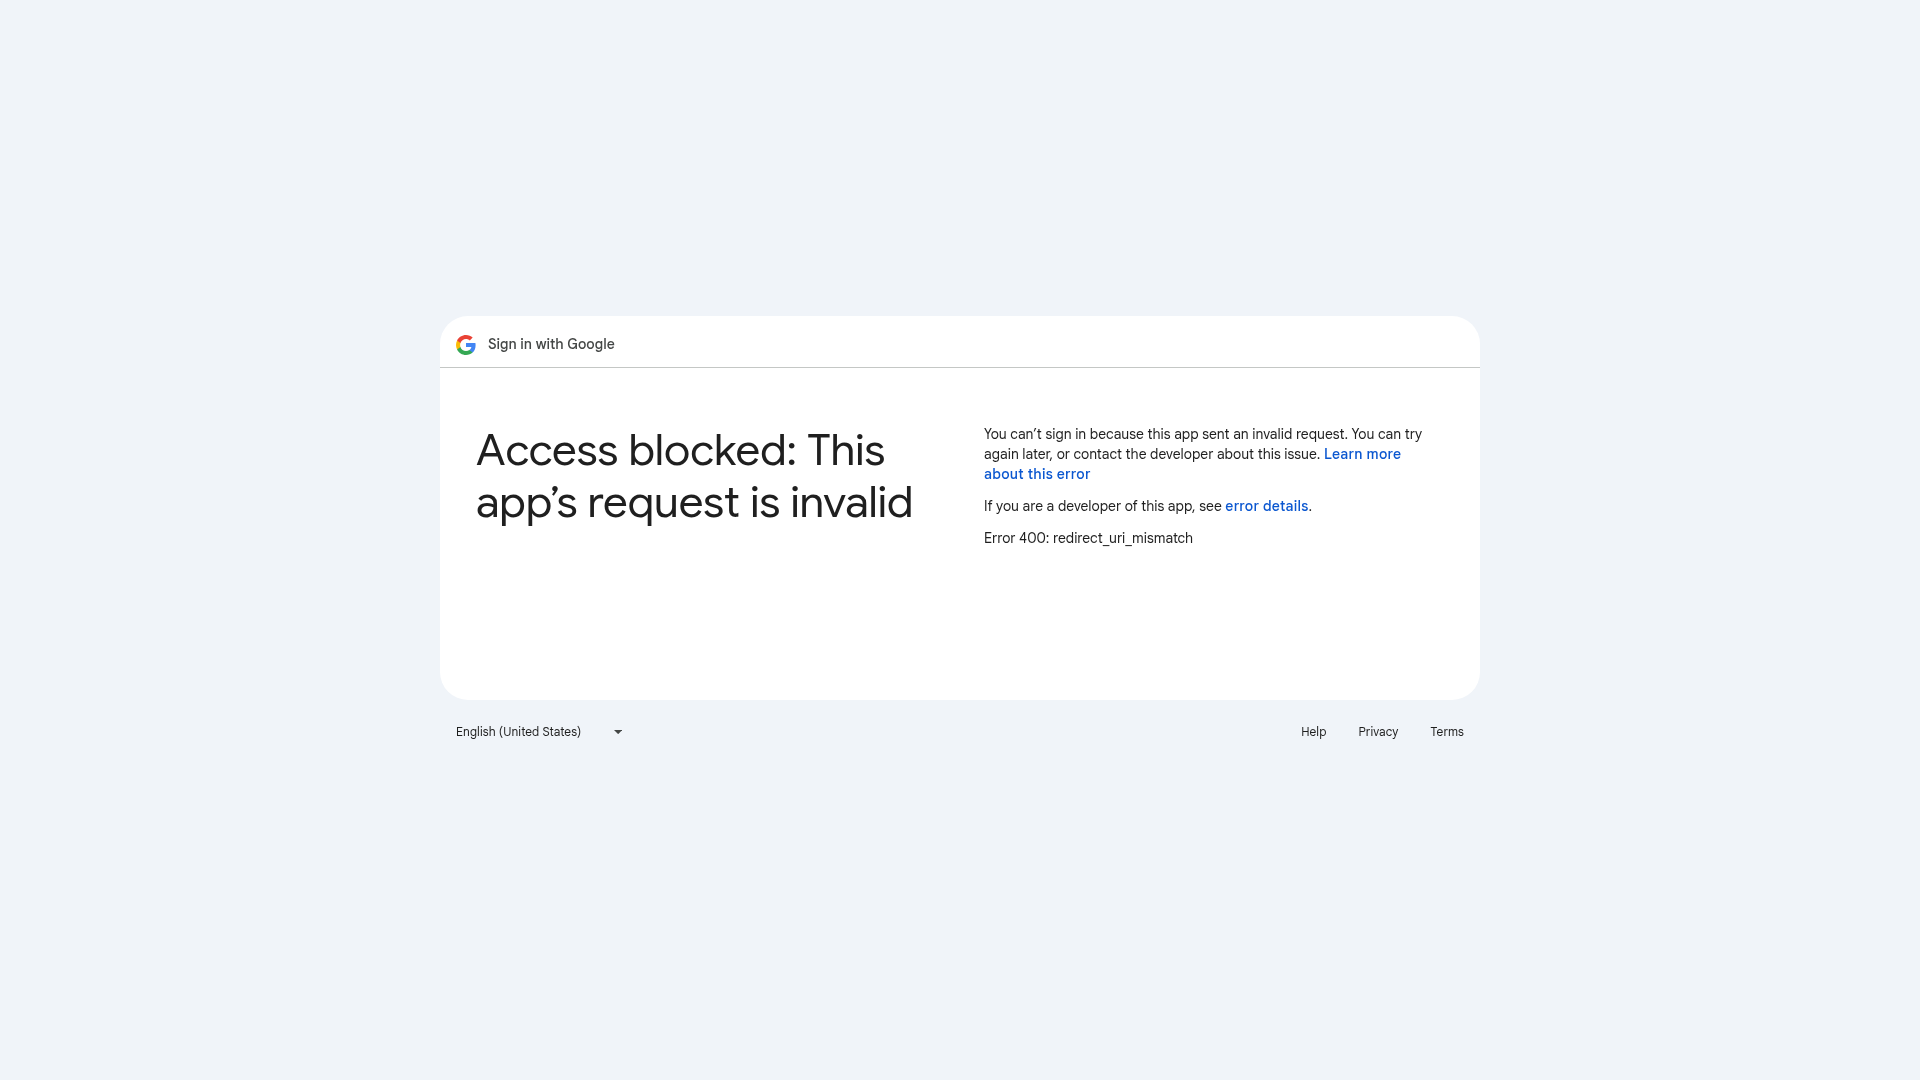 Sign in with Google
Access blocked: This
app’s request is invalid
You can’t sign in because this app sent an invalid request. You can try
again later, or contact the developer about this issue. Learn more
about this error
If you are a developer of this app, see error details.
Error 400: redirect_uri_mismatch
English (United States)
Help
Privacy
Terms